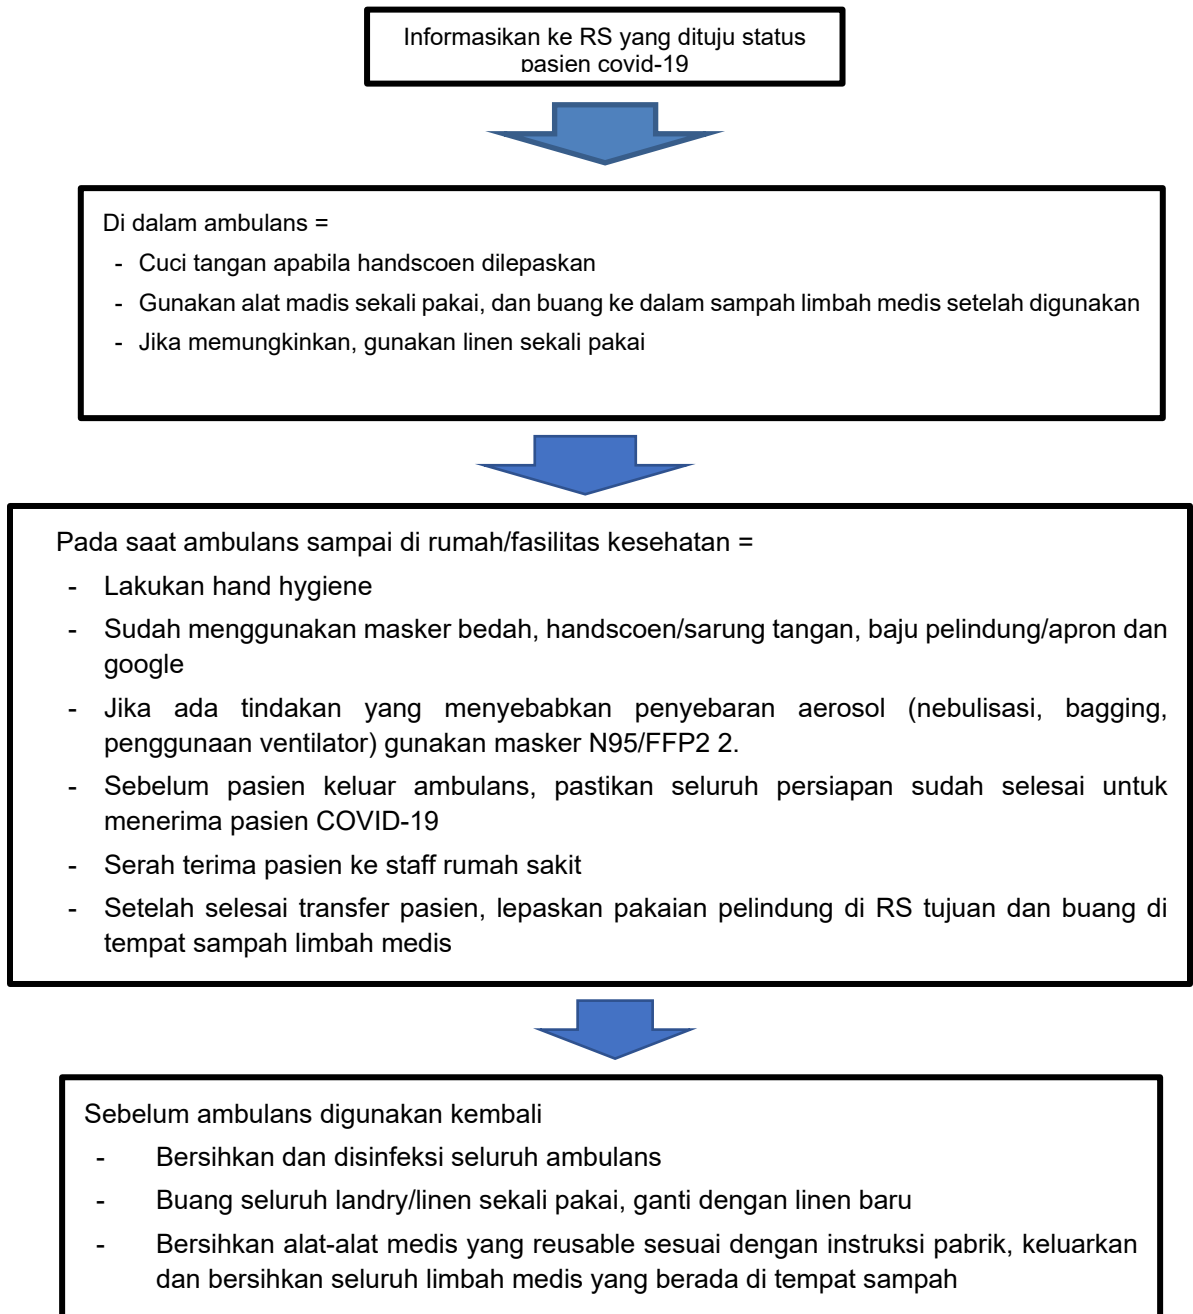 Informasikan ke RS yang dituju status
pasien covid-19
Di dalam ambulans =
- Cuci tangan apabila handscoen dilepaskan
- Gunakan alat madis sekali pakai, dan buang ke dalam sampah limbah medis setelah digunakan
- Jika memungkinkan, gunakan linen sekali pakai
Pada saat ambulans sampai di rumah/fasilitas kesehatan =
- Lakukan hand hygiene
- Sudah menggunakan masker bedah, handscoen/sarung tangan, baju pelindung/apron dan
google
- Jika ada tindakan yang menyebabkan penyebaran aerosol (nebulisasi, bagging,
penggunaan ventilator) gunakan masker N95/FFP2 2.
- Sebelum pasien keluar ambulans, pastikan seluruh persiapan sudah selesai untuk
menerima pasien COVID-19
- Serah terima pasien ke staff rumah sakit
- Setelah selesai transfer pasien, lepaskan pakaian pelindung di RS tujuan dan buang di
tempat sampah limbah medis
Sebelum ambulans digunakan kembali
- Bersihkan dan disinfeksi seluruh ambulans
- Buang seluruh landry/linen sekali pakai, ganti dengan linen baru
- Bersihkan alat-alat medis yang reusable sesuai dengan instruksi pabrik, keluarkan
dan bersihkan seluruh limbah medis yang berada di tempat sampah